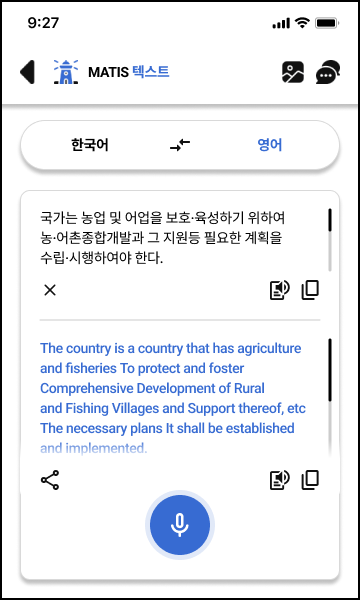 9:27
MATIS 텍스트
한국어
영어
국가는 농업 및 어업을 보호·육성하기 위하여
농·어촌종합개발과 그 지원등 필요한 계획을
수립·시행하여야 한다.
The country is a country that has agriculture
and fisheries To protect and foster
Comprehensive Development of Rural
and Fishing Villages and Support thereof, etc
The necessary plans It shall be established
and implemented.